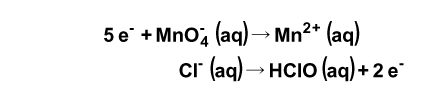 5 e⁻ + MnO₄⁻ (aq) → Mn²⁺ (aq)
Cl⁻ (aq) → HClO (aq) + 2 e⁻